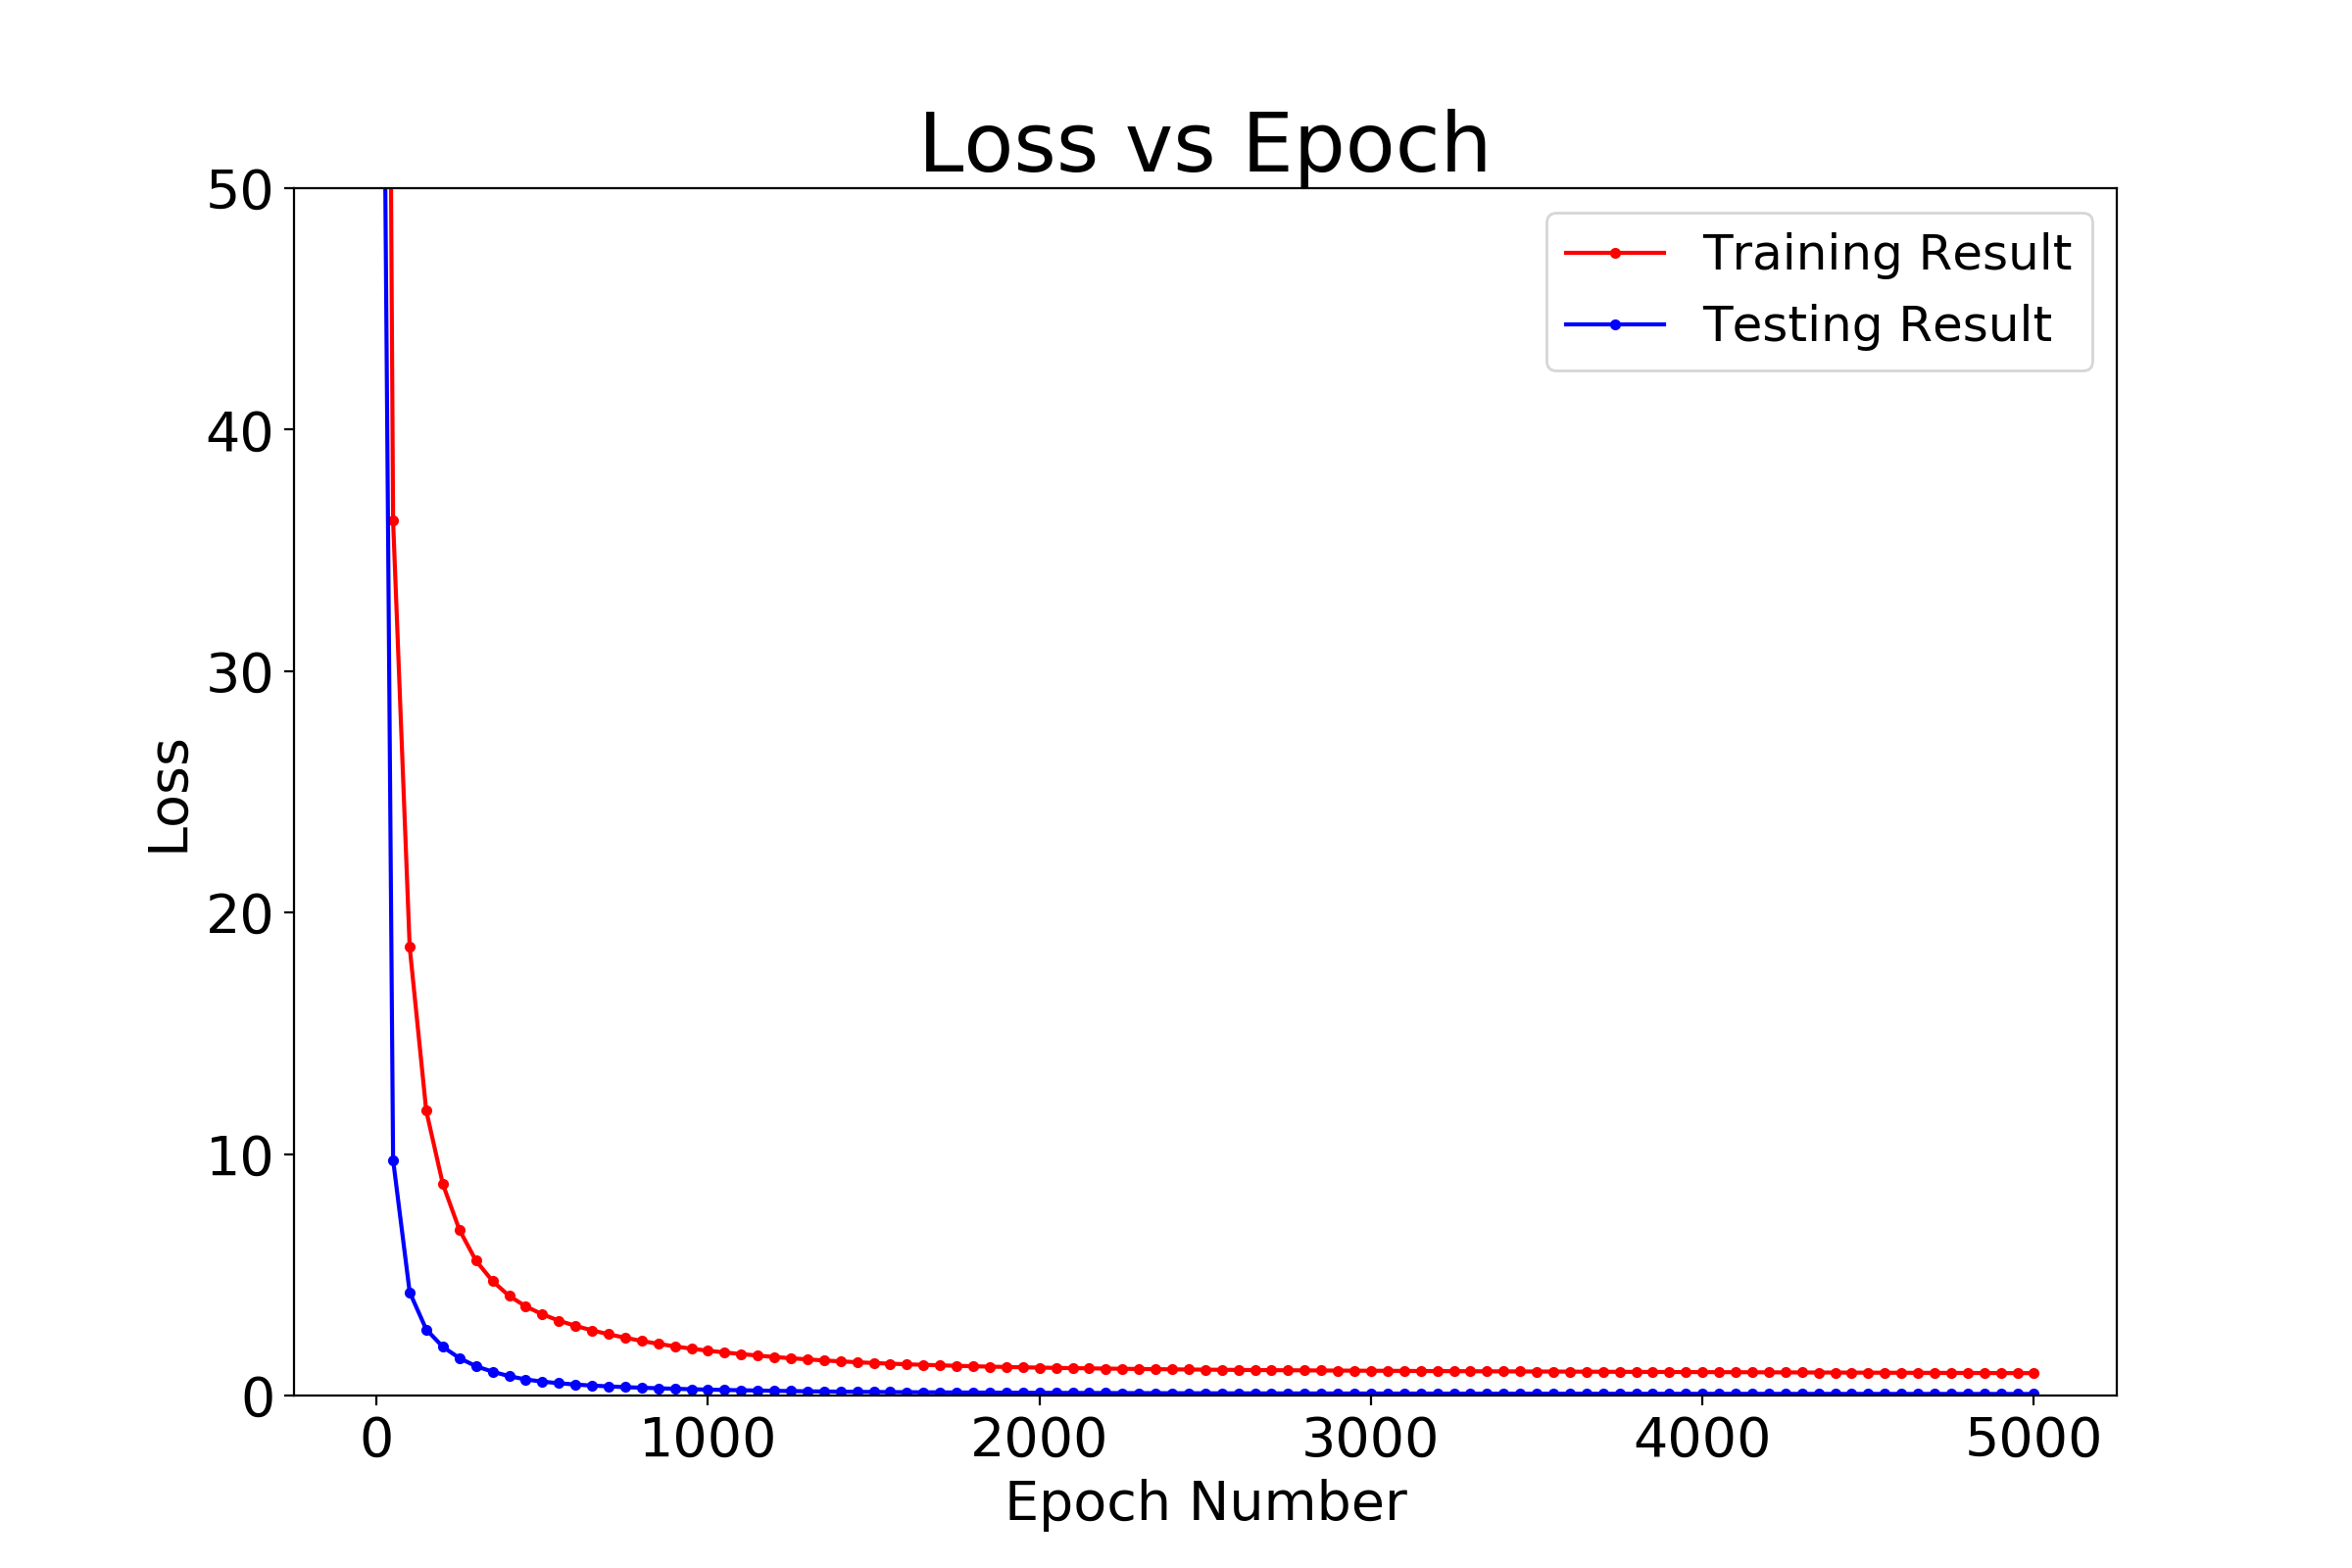 Loss vs Epoch
50
40
30
20
10
0
Loss
Training Result
Testing Result
0 1000 2000 3000 4000 5000
Epoch Number